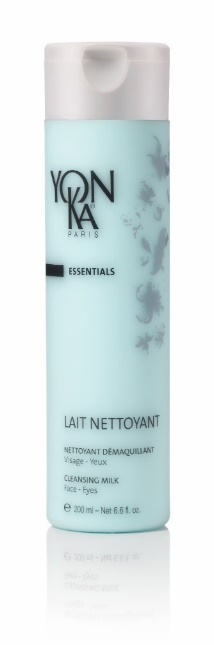 YON
KA
PARIS
ESSENTIALS
LAIT NETTOYANT
NETTOYANT DÉMAQUILLANT
Visage - Yeux
CLEANSING MILK
Face - Eyes
℮ 200 ml – Net 6.6 fl. oz.